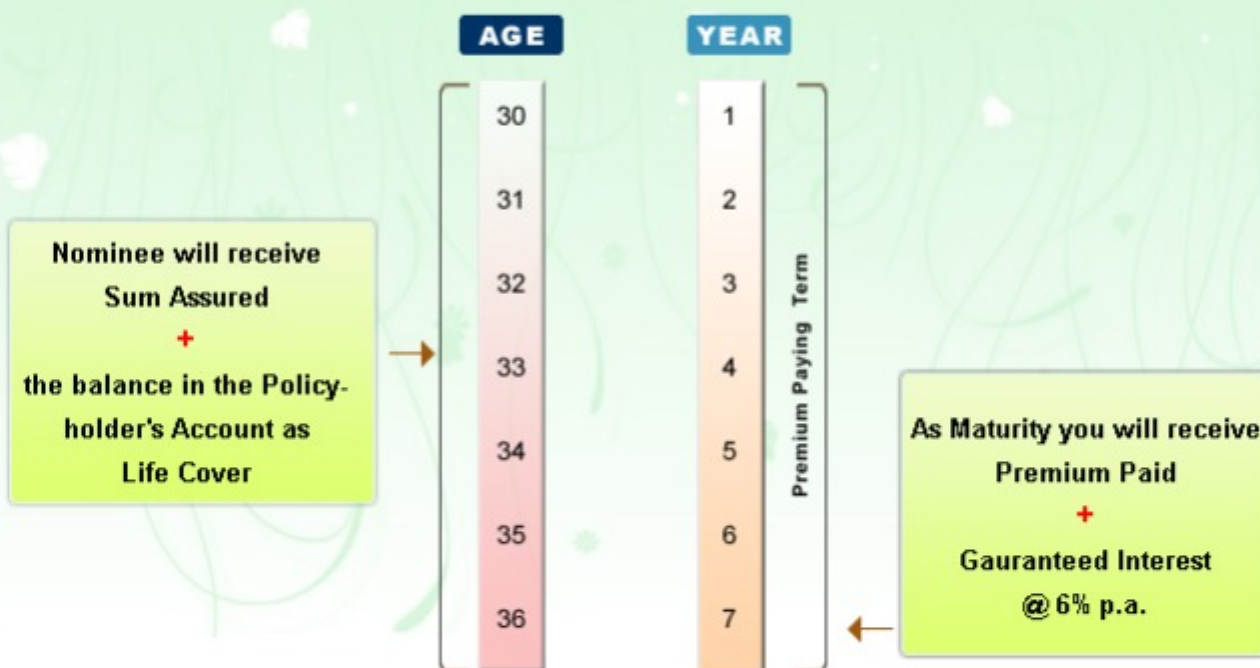 AGE
YEAR
30
1
31
2
32
3
33
4
34
5
35
6
36
7
Premium Paying Term
Nominee will receive
Sum Assured
+
the balance in the Policy-
holder's Account as
Life Cover
As Maturity you will receive
Premium Paid
+
Gauranteed Interest
@ 6% p.a.